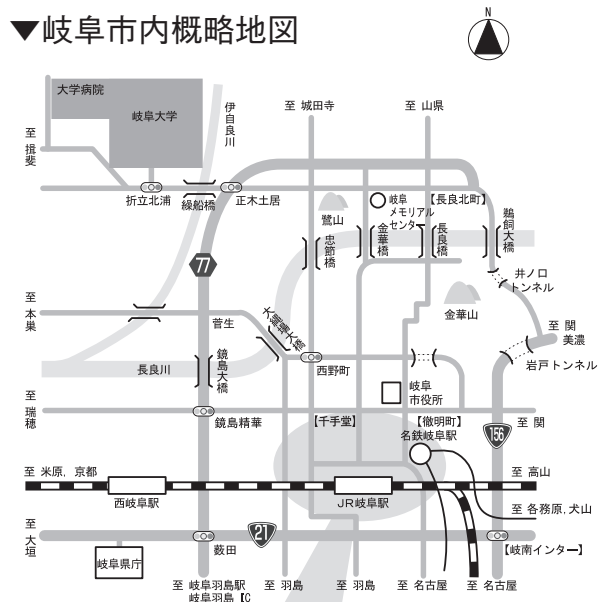 ▼岐阜市内概略地図
N
大学病院
岐阜大学
伊自良川
至 城田寺
至 山県
至 揖斐
折立北浦
繰船橋
正木土居
鷺山
岐阜
メモリアル
センター
【長良北町】
鵜飼大橋
忠節橋
金華橋
長良橋
77
井ノ口
トンネル
金華山
至 本巣
菅生
大縄場大橋
至 関
美濃
長良川
鏡島大橋
西野町
岩戸トンネル
岐阜
市役所
至 瑞穂
鏡島精華
【千手堂】
【徹明町】
名鉄岐阜駅
至 関
156
至 米原、京都
至 高山
西岐阜駅
JR岐阜駅
至 各務原,犬山
至 大垣
21
薮田
【岐南インター】
岐阜県庁
至 岐阜羽島駅
岐阜羽島【C
至 羽島
至 羽島
至 名古屋
至 名古屋